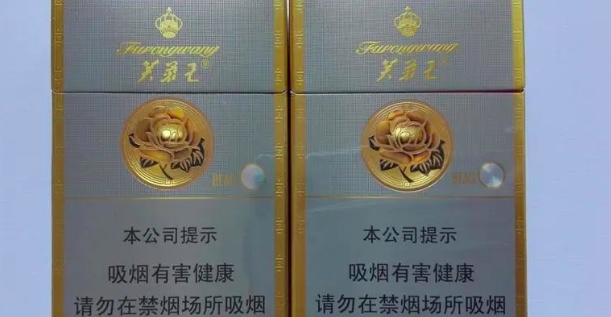 Furongwang Furongwang
芙蓉王® 芙蓉王®
REAL REAL
本公司提示 本公司提示
吸烟有害健康 吸烟有害健康
请勿在禁烟场所吸烟 请勿在禁烟场所吸烟